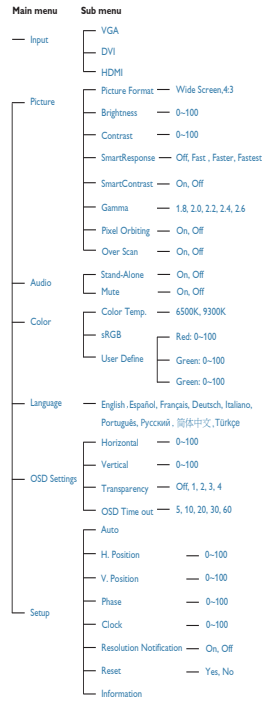 Main menu Sub menu
VGA
Input DVI
HDMI
Picture Format Wide Screen,4:3
Picture Brightness 0~100
Contrast 0~100
SmartResponse Off, Fast , Faster, Fastest
SmartContrast On, Off
Gamma 1.8, 2.0, 2.2, 2.4, 2.6
Pixel Orbiting On, Off
Over Scan On, Off
Audio Stand-Alone On, Off
Mute On, Off
Color Color Temp. 6500K, 9300K
sRGB Red: 0~100
User Define Green: 0~100
Green: 0~100
Language English ,Español, Français, Deutsch, Italiano,
Português, Русский , 简体中文 ,Türkçe
Horizontal 0~100
Vertical 0~100
OSD Settings Transparency Off, 1, 2, 3, 4
OSD Time out 5, 10, 20, 30, 60
Auto
H. Position 0~100
V. Position 0~100
Setup Phase 0~100
Clock 0~100
Resolution Notification On, Off
Reset Yes, No
Information